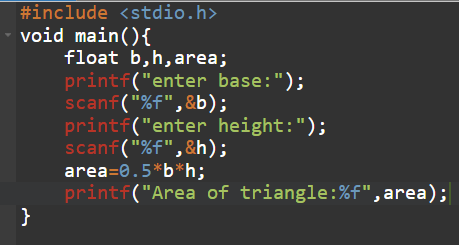 #include <stdio.h>
void main(){
    float b,h,area;
    printf("enter base:");
    scanf("%f",&b);
    printf("enter height:");
    scanf("%f",&h);
    area=0.5*b*h;
    printf("Area of triangle:%f",area);
}